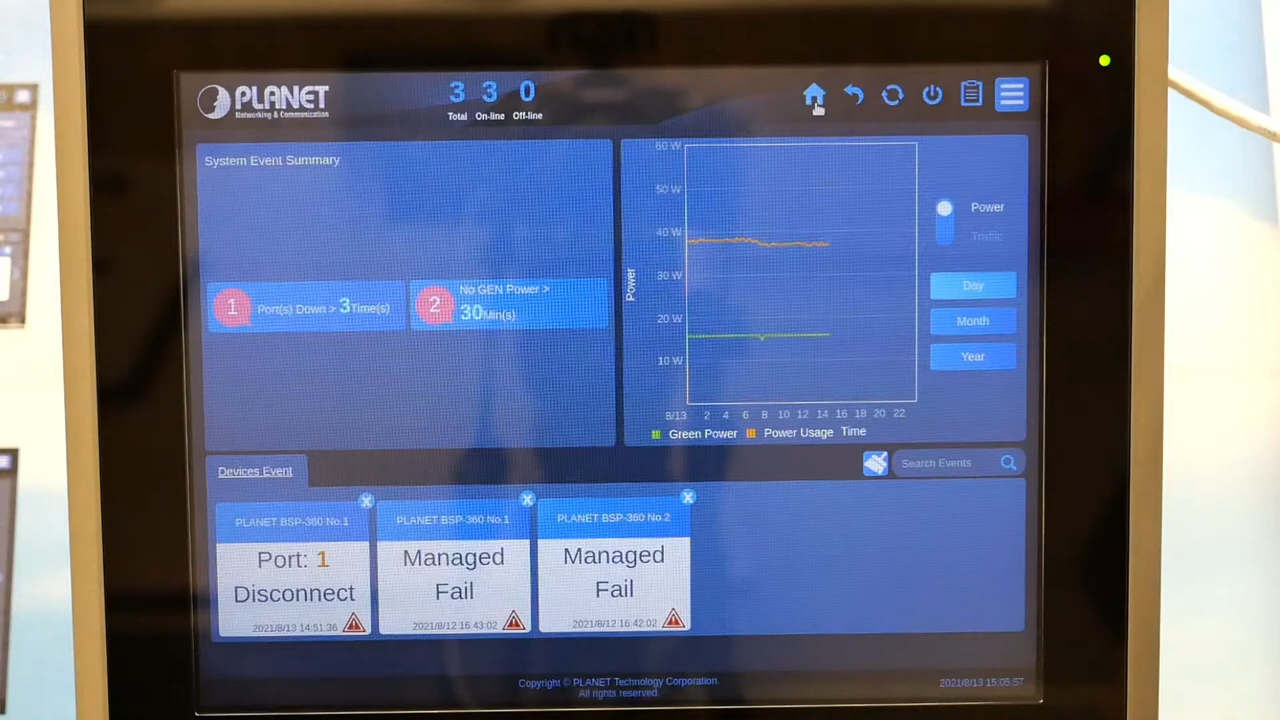 PLANET
Networking & Communication
3 3 0
Total On-line Off-line
System Event Summary
1 Port(s) Down > 3Time(s)
2 No GEN Power >
30Min(s)
60 W
50 W
40 W
30 W
20 W
10 W
Power
8/13 2 4 6 8 10 12 14 16 18 20 22
Green Power Power Usage Time
Power
Traffic
Day
Month
Year
Devices Event
Search Events
PLANET BSP-360 No.1
Port: 1
Disconnect
2021/8/13 14:51:36
PLANET BSP-360 No.1
Managed
Fail
2021/8/12 16:43:02
PLANET BSP-360 No.2
Managed
Fail
2021/8/12 16:42:02
Copyright © PLANET Technology Corporation.
All rights reserved.
2021/8/13 15:05:57